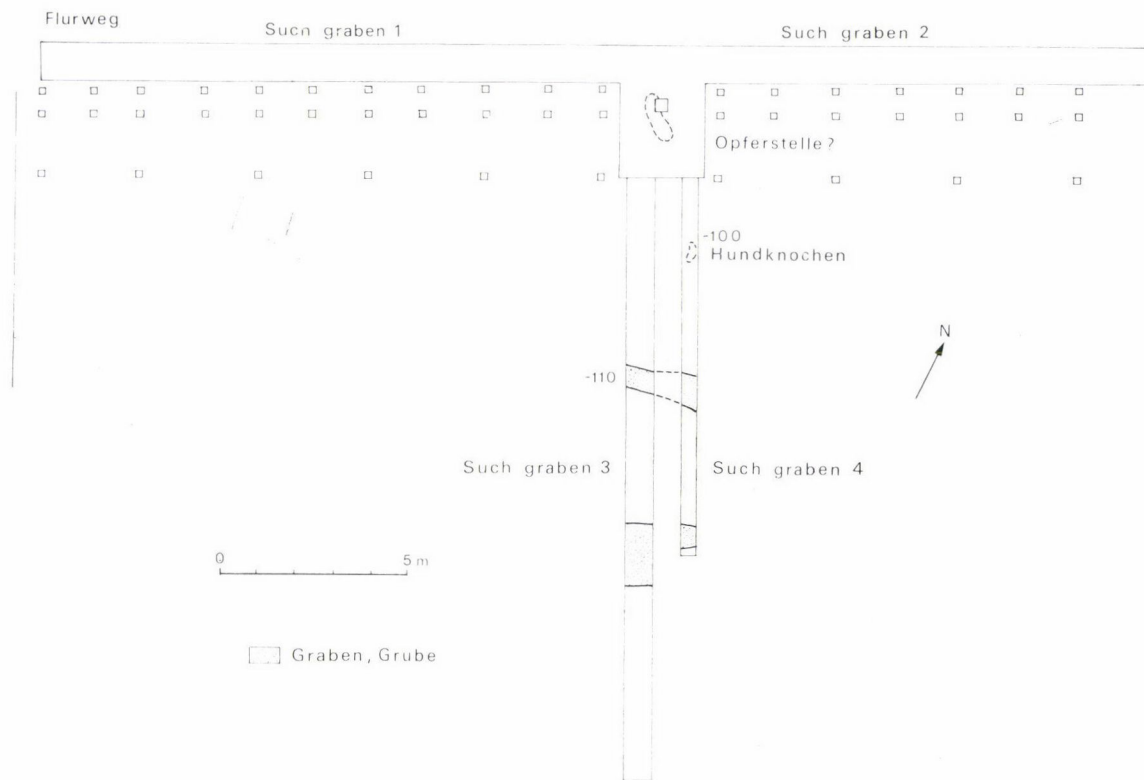 Flurweg
Such graben 1
Such graben 2
Opferstelle?
-100
Hundknochen
N
-110
Such graben 3
Such graben 4
0
5 m
Graben, Grube